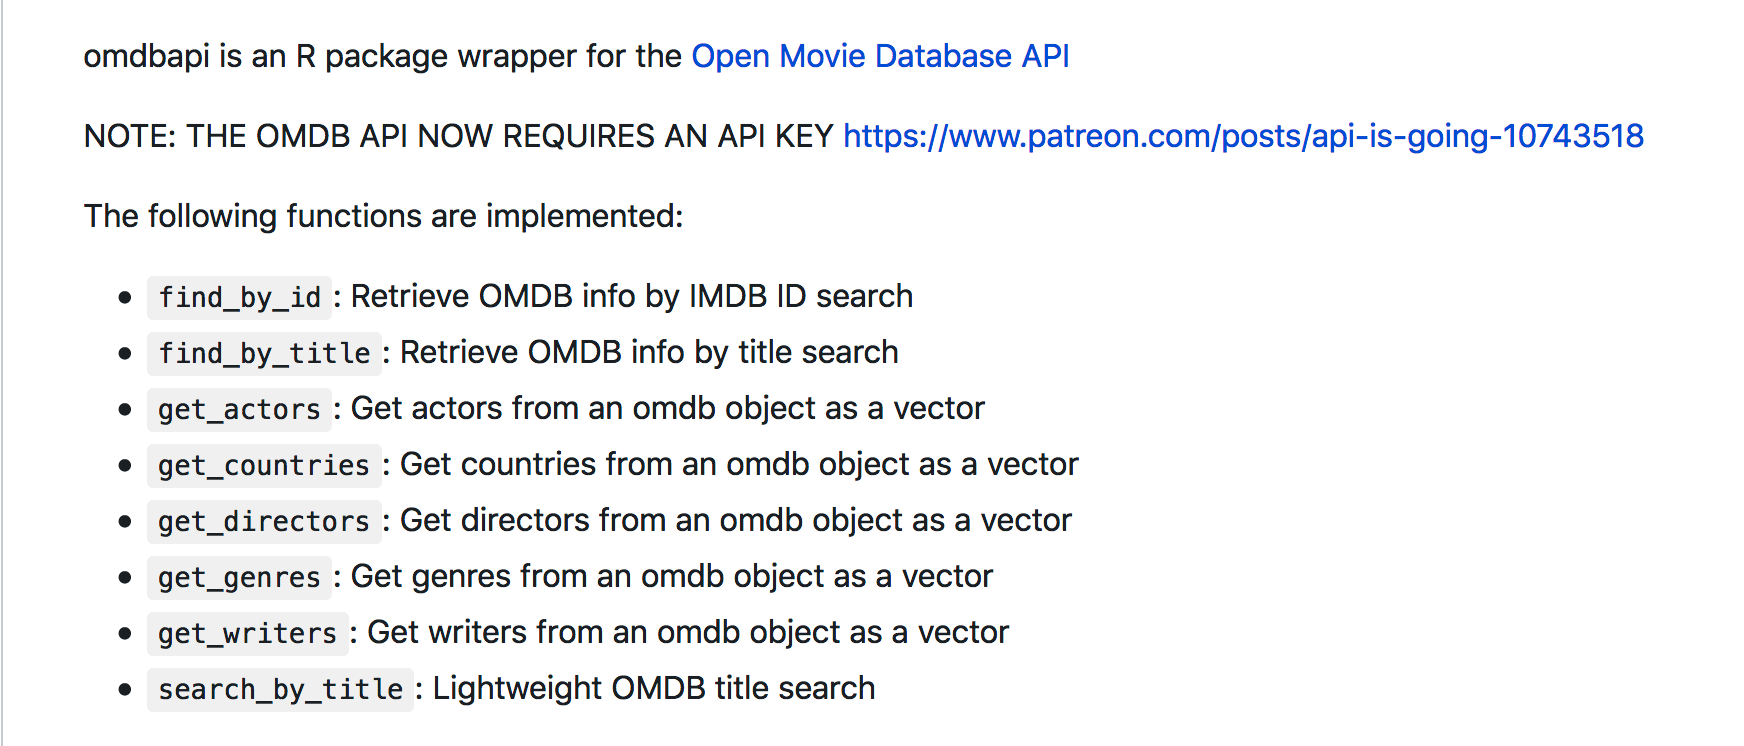 omdbapi is an R package wrapper for the Open Movie Database API
NOTE: THE OMDB API NOW REQUIRES AN API KEY https://www.patreon.com/posts/api-is-going-10743518
The following functions are implemented:
• find_by_id : Retrieve OMDB info by IMDB ID search
• find_by_title : Retrieve OMDB info by title search
• get_actors : Get actors from an omdb object as a vector
• get_countries : Get countries from an omdb object as a vector
• get_directors : Get directors from an omdb object as a vector
• get_genres : Get genres from an omdb object as a vector
• get_writers : Get writers from an omdb object as a vector
• search_by_title : Lightweight OMDB title search